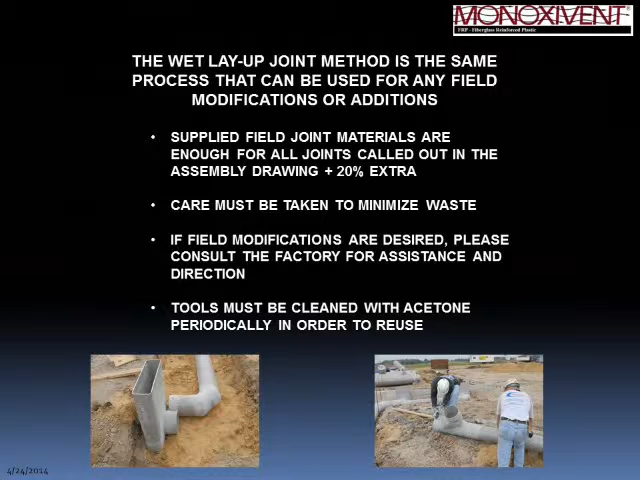 MONOXIVENT®
FRP - Fiberglass Reinforced Plastic
THE WET LAY-UP JOINT METHOD IS THE SAME
PROCESS THAT CAN BE USED FOR ANY FIELD
MODIFICATIONS OR ADDITIONS
• SUPPLIED FIELD JOINT MATERIALS ARE
ENOUGH FOR ALL JOINTS CALLED OUT IN THE
ASSEMBLY DRAWING + 20% EXTRA
• CARE MUST BE TAKEN TO MINIMIZE WASTE
• IF FIELD MODIFICATIONS ARE DESIRED, PLEASE
CONSULT THE FACTORY FOR ASSISTANCE AND
DIRECTION
• TOOLS MUST BE CLEANED WITH ACETONE
PERIODICALLY IN ORDER TO REUSE
4/24/2014